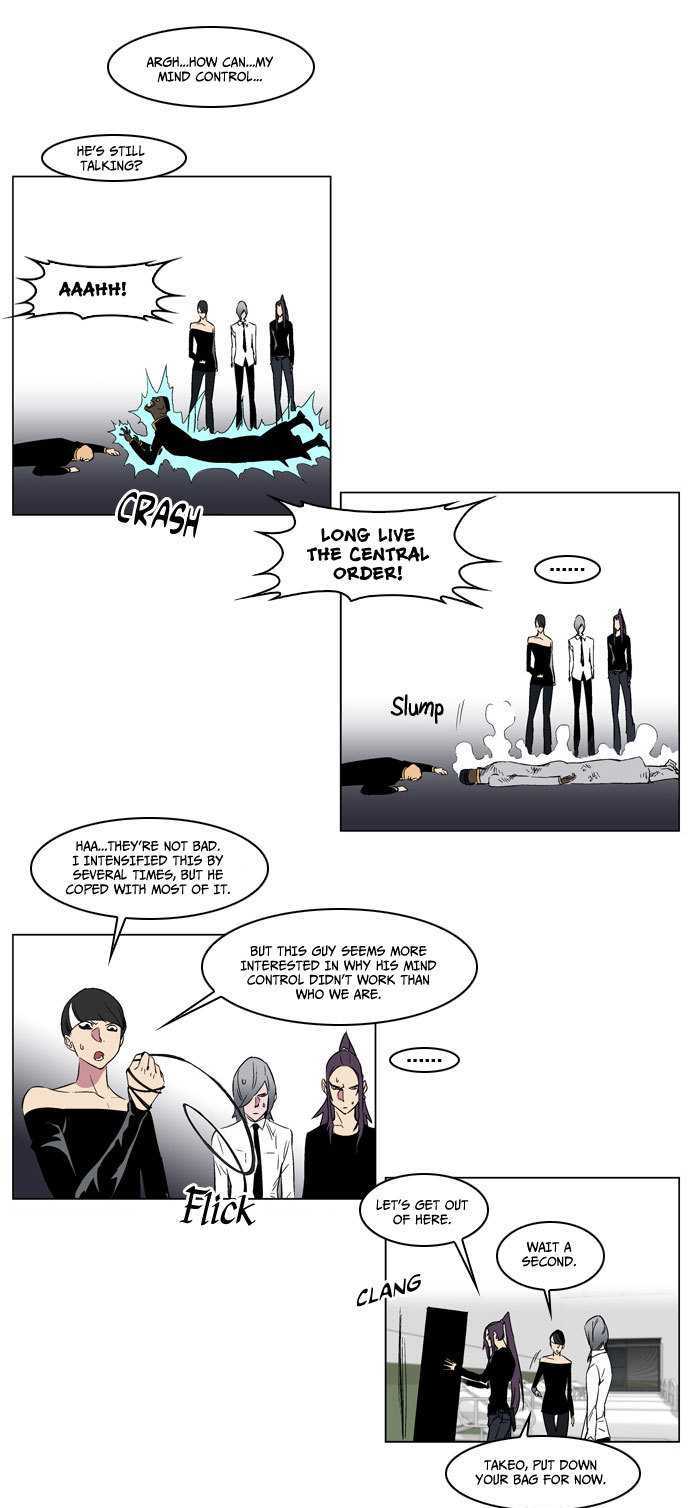 ARGH...HOW CAN...MY
MIND CONTROL...
HE'S STILL
TALKING?
AAAHH!
CRASH
LONG LIVE
THE CENTRAL
ORDER!
......
Slump
HAA...THEY'RE NOT BAD.
I INTENSIFIED THIS BY
SEVERAL TIMES, BUT HE
COPED WITH MOST OF IT.
BUT THIS GUY SEEMS MORE
INTERESTED IN WHY HIS MIND
CONTROL DIDN'T WORK THAN
WHO WE ARE.
......
Flick
LET'S GET OUT
OF HERE.
WAIT A
SECOND.
CLANG
TAKEO, PUT DOWN
YOUR BAG FOR NOW.